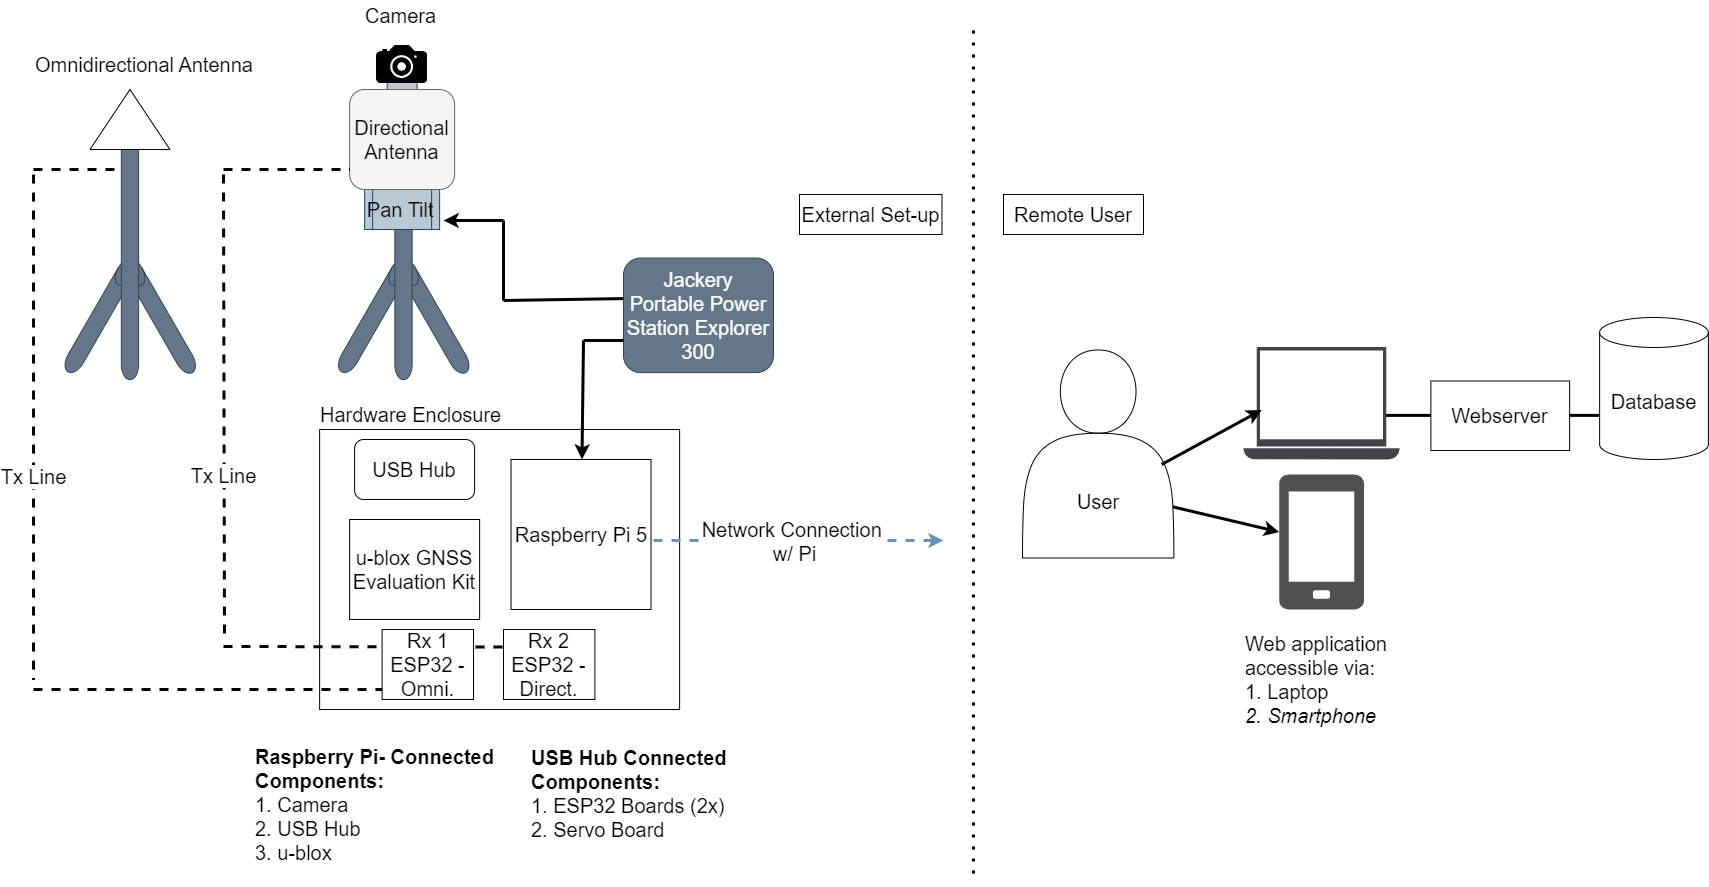 Camera
Omnidirectional Antenna
Directional
Antenna
Pan Tilt
External Set-up
Remote User
Jackery
Portable Power
Station Explorer
300
Hardware Enclosure
USB Hub
Tx Line
Tx Line
u-blox GNSS
Evaluation Kit
Raspberry Pi 5
Network Connection
w/ Pi
Rx 1
ESP32 -
Omni.
Rx 2
ESP32 -
Direct.
User
Webserver
Database
Web application
accessible via:
1. Laptop
2. Smartphone
Raspberry Pi- Connected
Components:
1. Camera
2. USB Hub
3. u-blox
USB Hub Connected
Components:
1. ESP32 Boards (2x)
2. Servo Board